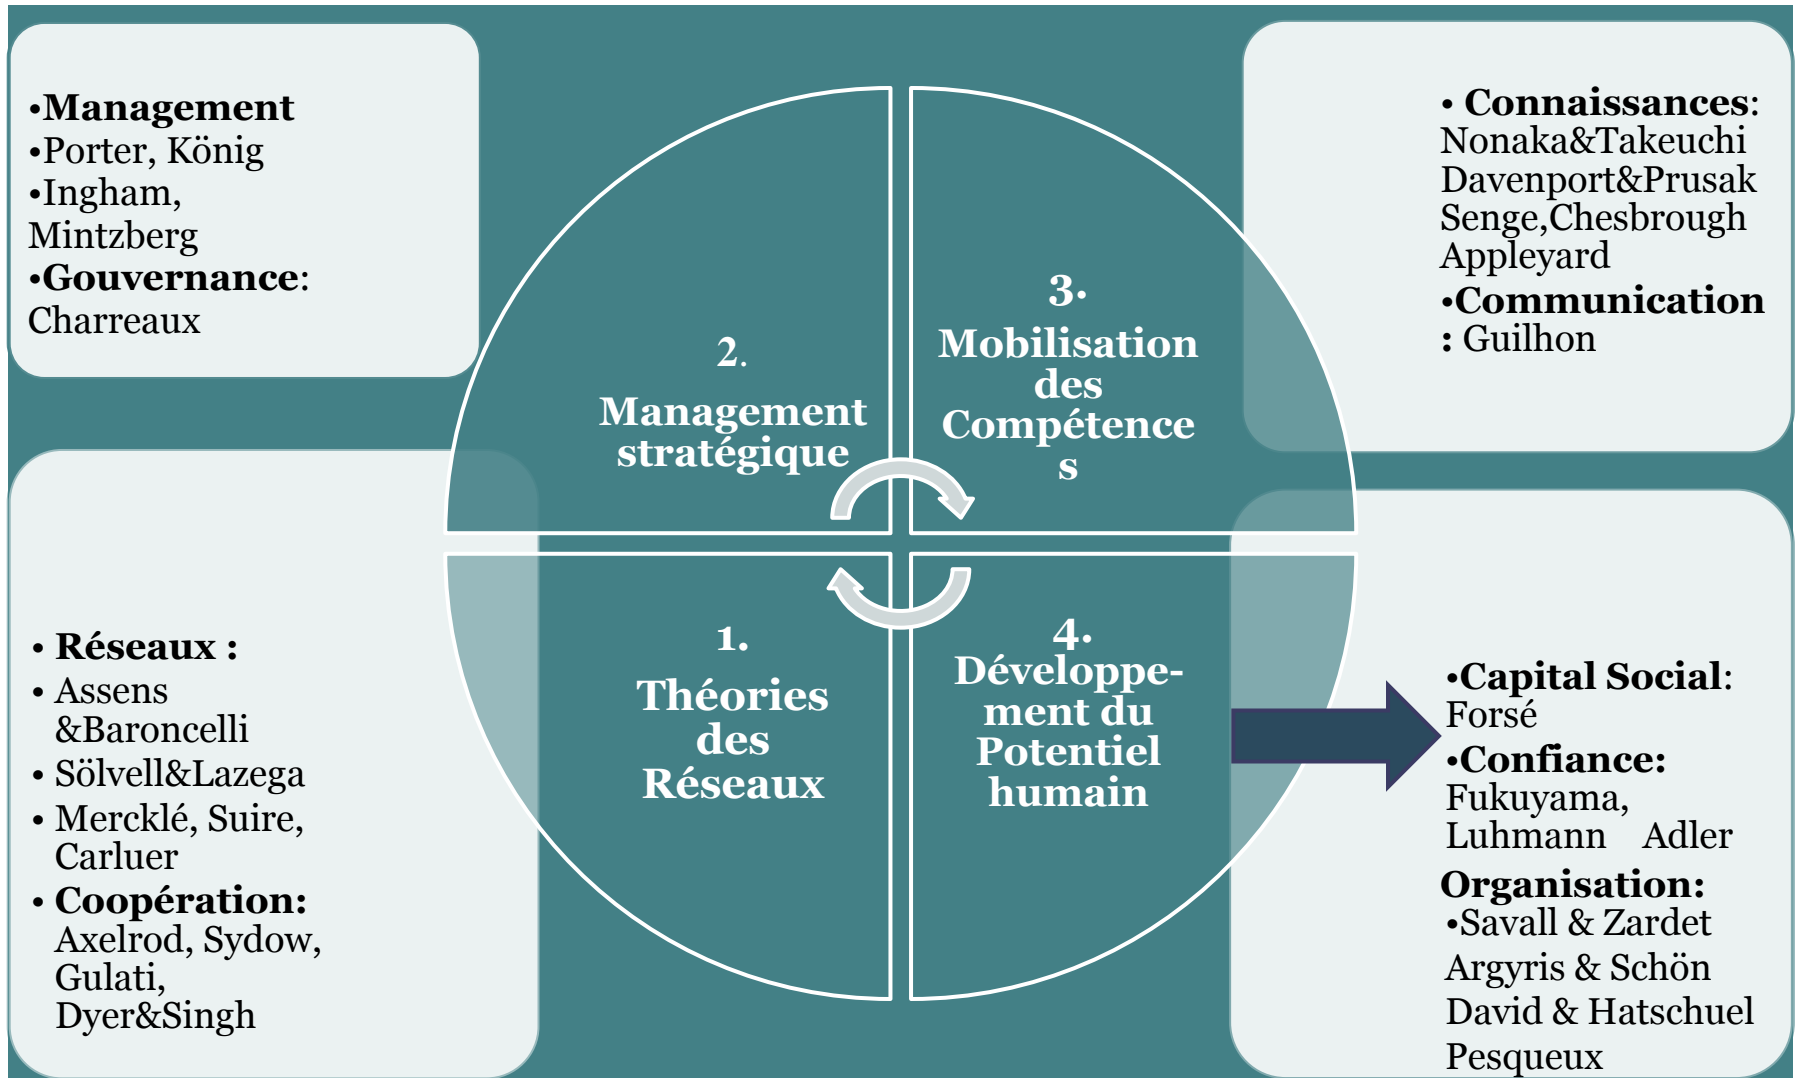 •Management
•Porter, König
•Ingham,
Mintzberg
•Gouvernance:
Charreaux
• Connaissances:
Nonaka&Takeuchi
Davenport&Prusak
Senge,Chesbrough
Appleyard
•Communication
: Guilhon
2.
Management
stratégique
3.
Mobilisation
des
Compétence
s
1.
Théories
des
Réseaux
4.
Développe-
ment du
Potentiel
humain
• Réseaux :
• Assens
&Baroncelli
• Sölvell&Lazega
• Mercklé, Suire,
Carluer
• Coopération:
Axelrod, Sydow,
Gulati,
Dyer&Singh
•Capital Social:
Forsé
•Confiance:
Fukuyama,
Luhmann Adler
Organisation:
•Savall & Zardet
Argyris & Schön
David & Hatschuel
Pesqueux